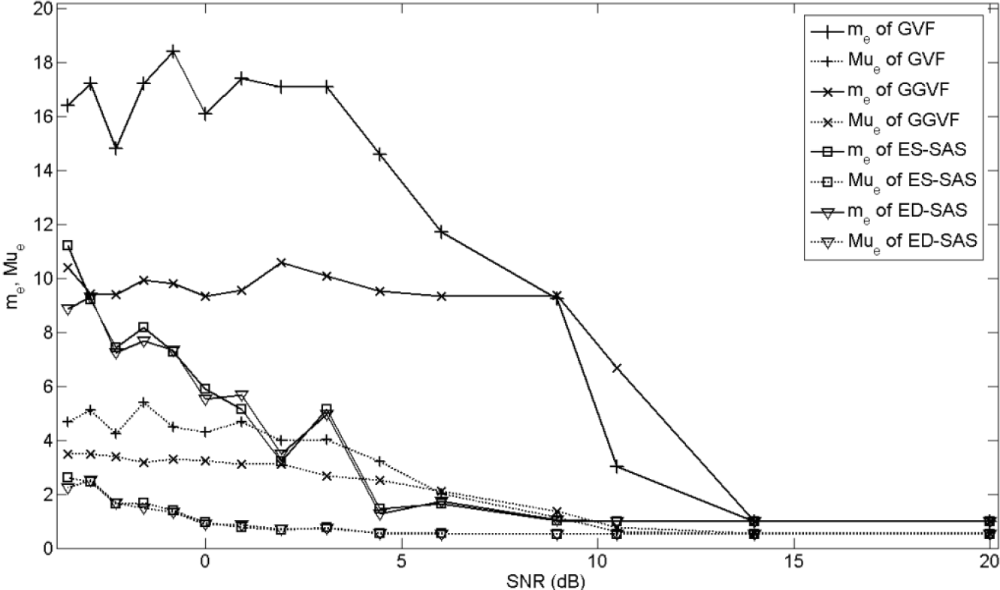 20
18
16
14
12
10
8
6
4
2
0
m_e, Mu_e
0
5
10
15
20
SNR (dB)
m_e of GVF
Mu_e of GVF
m_e of GGVF
Mu_e of GGVF
m_e of ES-SAS
Mu_e of ES-SAS
m_e of ED-SAS
Mu_e of ED-SAS